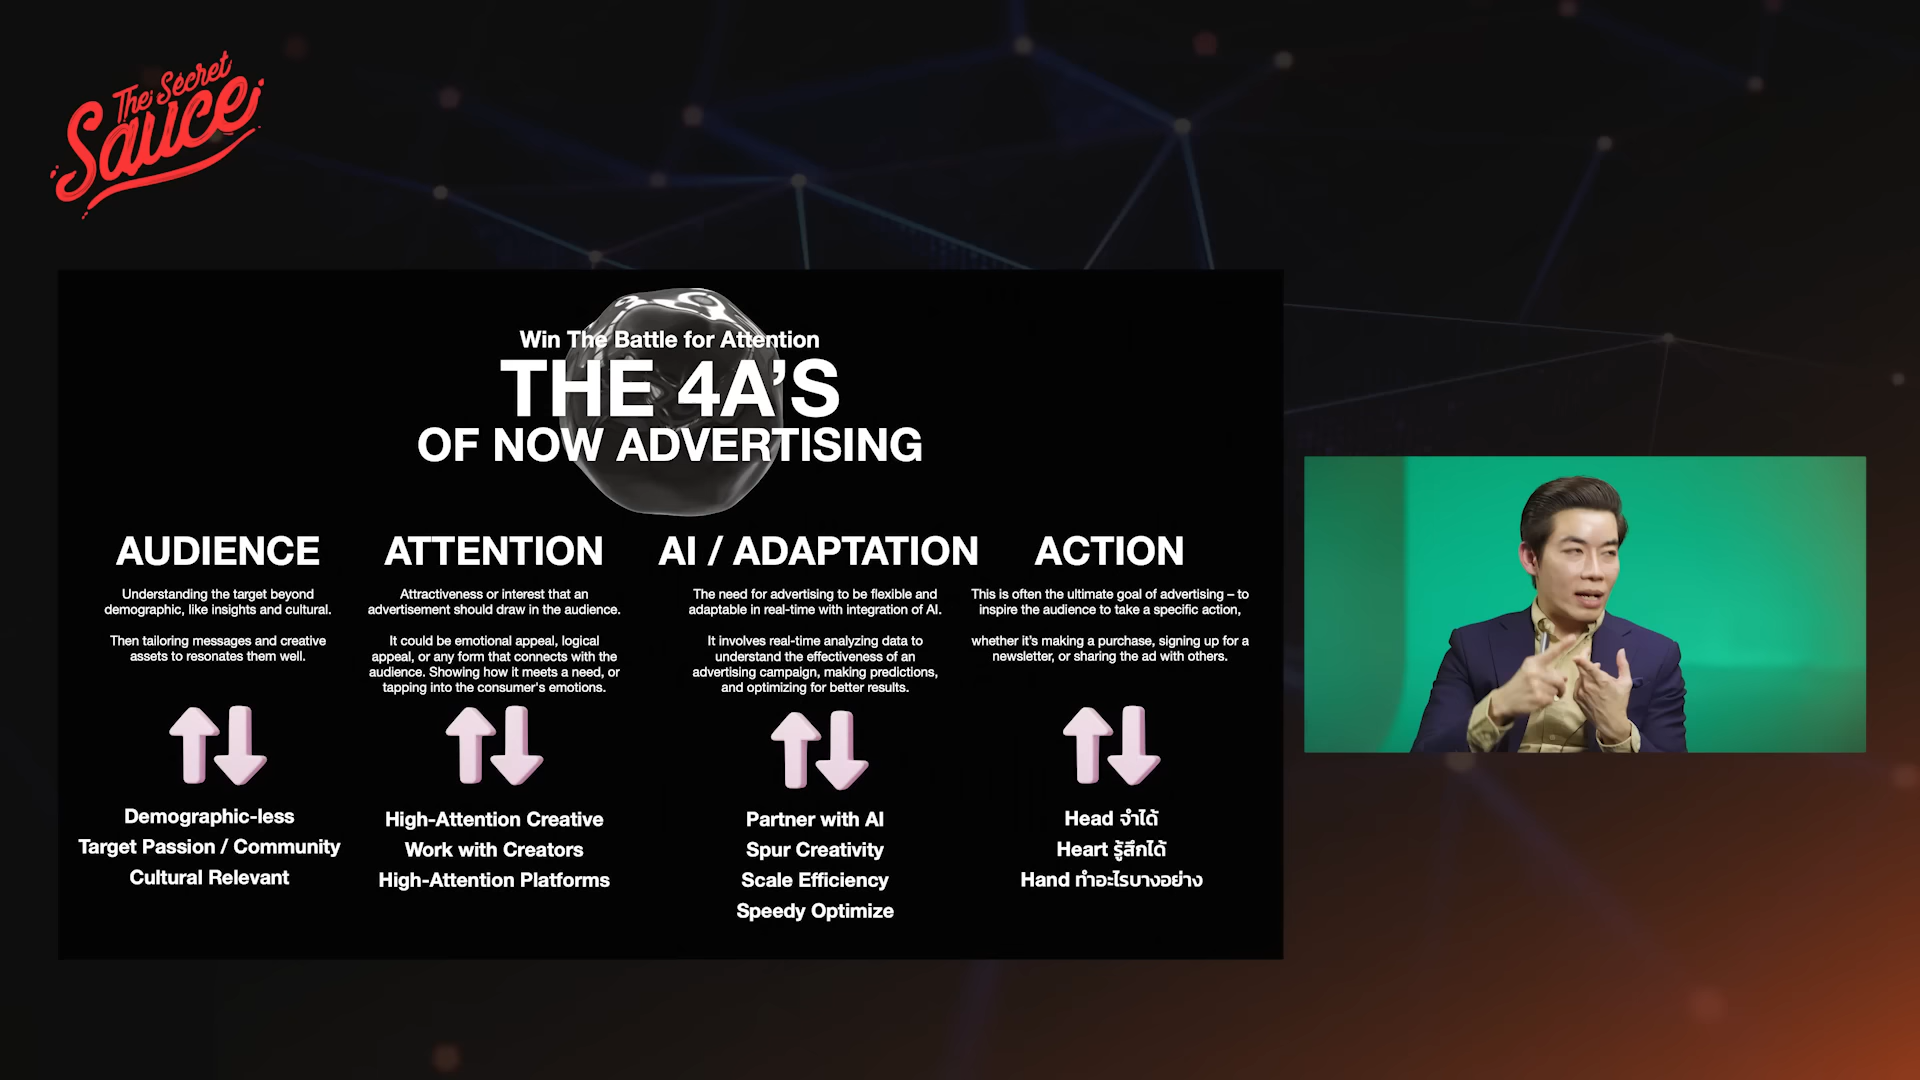 The Secret
Sauce
Win The Battle for Attention
THE 4A’S
OF NOW ADVERTISING
AUDIENCE
Understanding the target beyond
demographic, like insights and cultural.
Then tailoring messages and creative
assets to resonates them well.
Demographic-less
Target Passion / Community
Cultural Relevant
ATTENTION
Attractiveness or interest that an
advertisement should draw in the audience.
It could be emotional appeal, logical
appeal, or any form that connects with the
audience. Showing how it meets a need, or
tapping into the consumer's emotions.
High-Attention Creative
Work with Creators
High-Attention Platforms
AI / ADAPTATION
The need for advertising to be flexible and
adaptable in real-time with integration of AI.
It involves real-time analyzing data to
understand the effectiveness of an
advertising campaign, making predictions,
and optimizing for better results.
Partner with AI
Spur Creativity
Scale Efficiency
Speedy Optimize
ACTION
This is often the ultimate goal of advertising – to
inspire the audience to take a specific action,
whether it’s making a purchase, signing up for a
newsletter, or sharing the ad with others.
Head จำได้
Heart รู้สึกได้
Hand ทำอะไรบางอย่าง